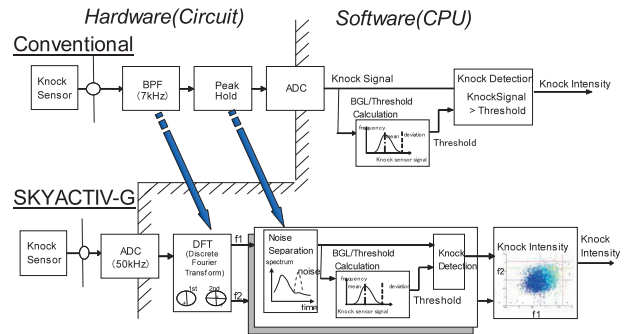 Hardware(Circuit)
Software(CPU)
Conventional
Knock
Sensor
BPF
(7kHz)
Peak
Hold
ADC
Knock Signal
BGL/Threshold
Calculation
frequency
mean
deviation
Knock sensor signal
Threshold
Knock Detection
KnockSignal
> Threshold
Knock Intensity
SKYACTIV-G
Knock
Sensor
ADC
(50kHz)
DFT
(Discrete
Fourier
Transform)
1st
2nd
f1
f2
Noise
Separation
spectrum
noise
time
BGL/Threshold
Calculation
frequency
mean
deviation
Knock sensor signal
Threshold
Knock
Detection
Knock Intensity
f2
f1
Knock
Intensity